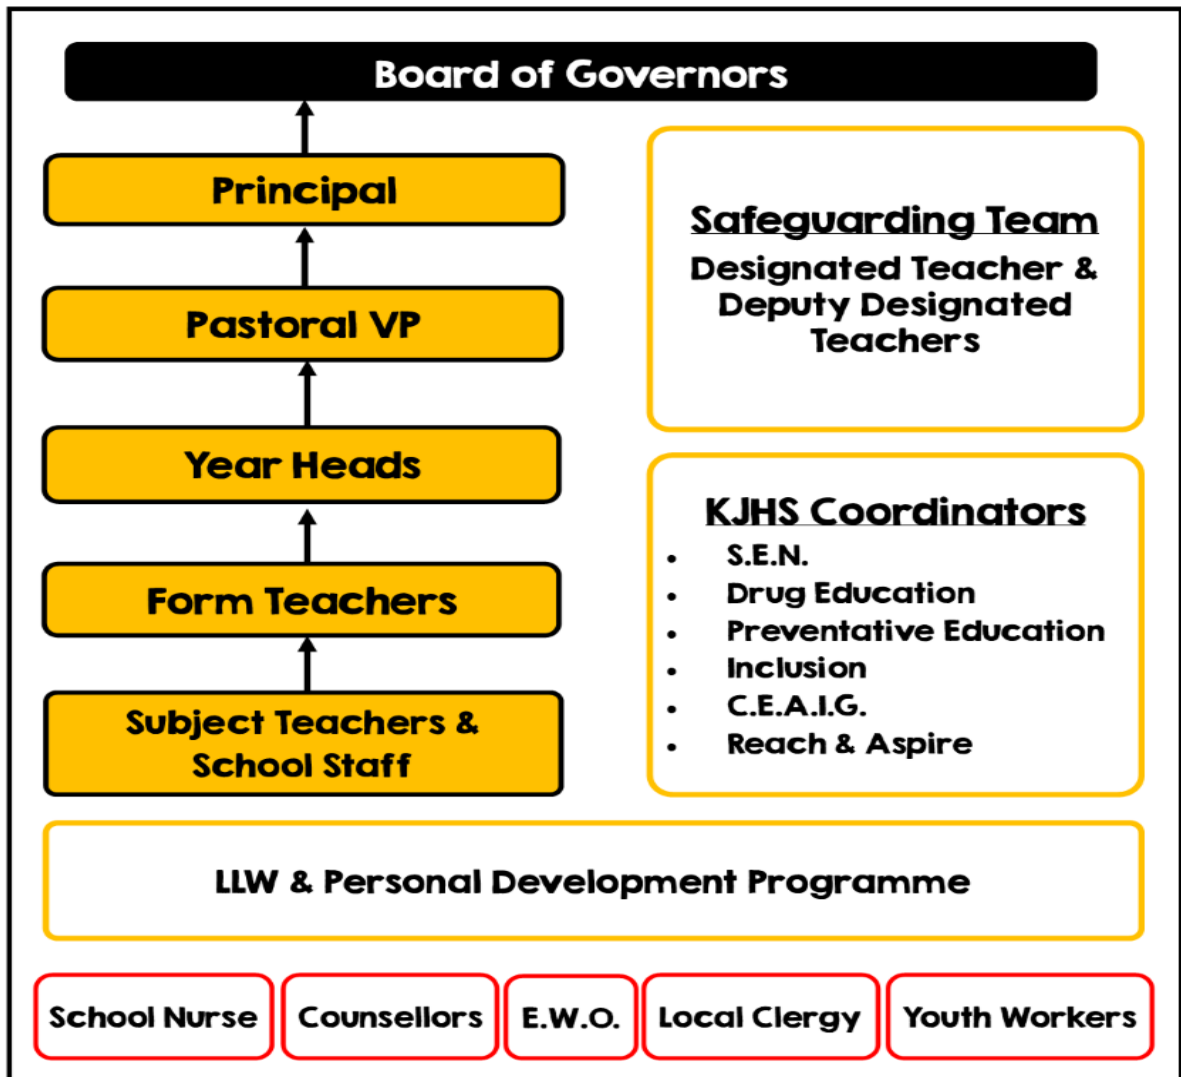 Board of Governors
Principal
Pastoral VP
Year Heads
Form Teachers
Subject Teachers &
School Staff
Safeguarding Team
Designated Teacher &
Deputy Designated
Teachers
KJHS Coordinators
• S.E.N.
• Drug Education
• Preventative Education
• Inclusion
• C.E.A.I.G.
• Reach & Aspire
LLW & Personal Development Programme
School Nurse
Counsellors
E.W.O.
Local Clergy
Youth Workers